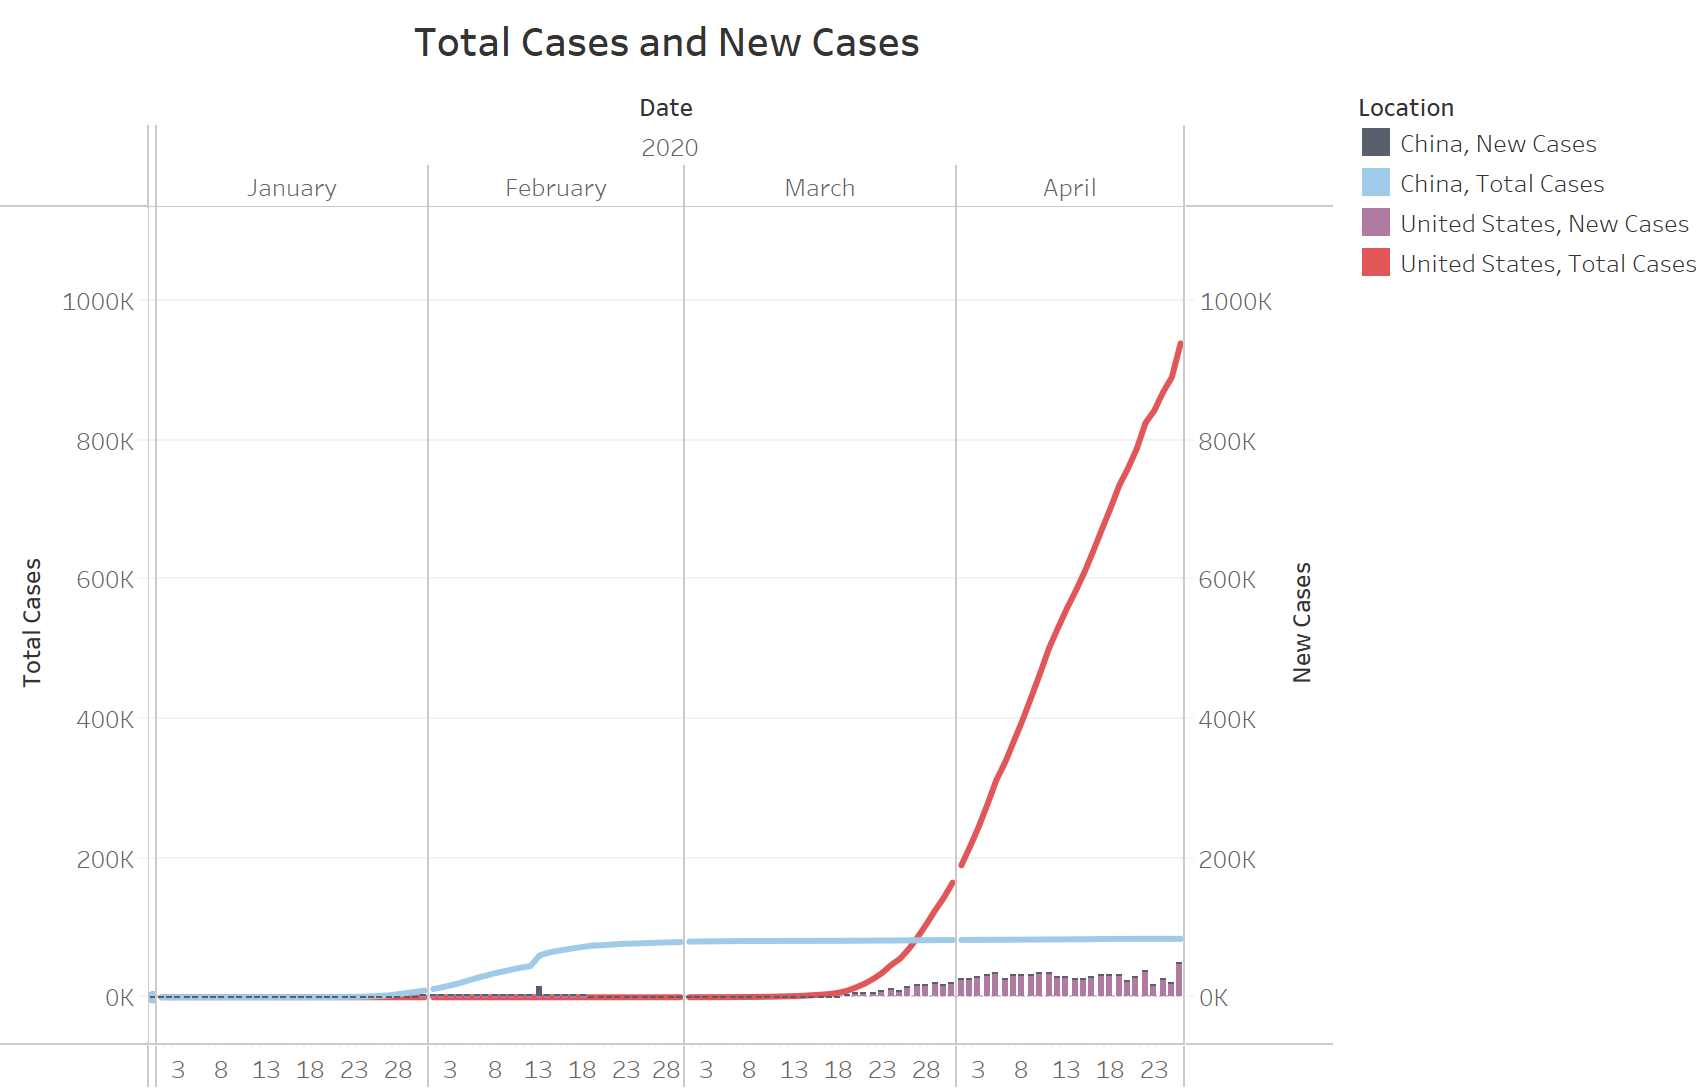 Total Cases and New Cases
Date
2020
January February March April
Location
China, New Cases
China, Total Cases
United States, New Cases
United States, Total Cases
Total Cases
1000K
800K
600K
400K
200K
0K
New Cases
1000K
800K
600K
400K
200K
0K
3 8 13 18 23 28 3 8 13 18 23 28 3 8 13 18 23 28 3 8 13 18 23